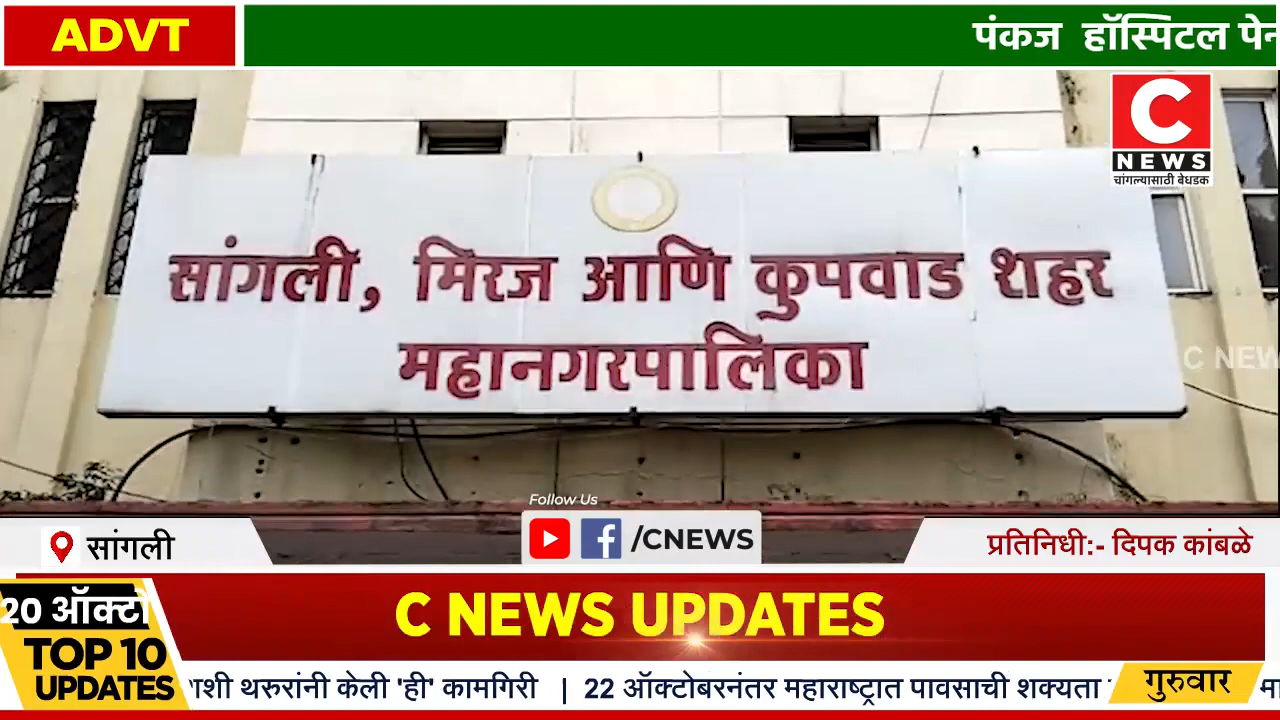 ADVT
पंकज हॉस्पिटल
C
NEWS
चांगल्यासाठी बेधडक
सांगली, मिरज आणि कुपवाड शहर
महानगरपालिका
C NEW
Follow Us
/CNEWS
सांगली
प्रतिनिधी:- दिपक कांबळे
C NEWS UPDATES
20 ऑक्टो
TOP 10
UPDATES
थरुरांनी केली 'ही' कामगिरी | 22 ऑक्टोबरनंतर महाराष्ट्रात पावसाची शक्यता
गुरुवार